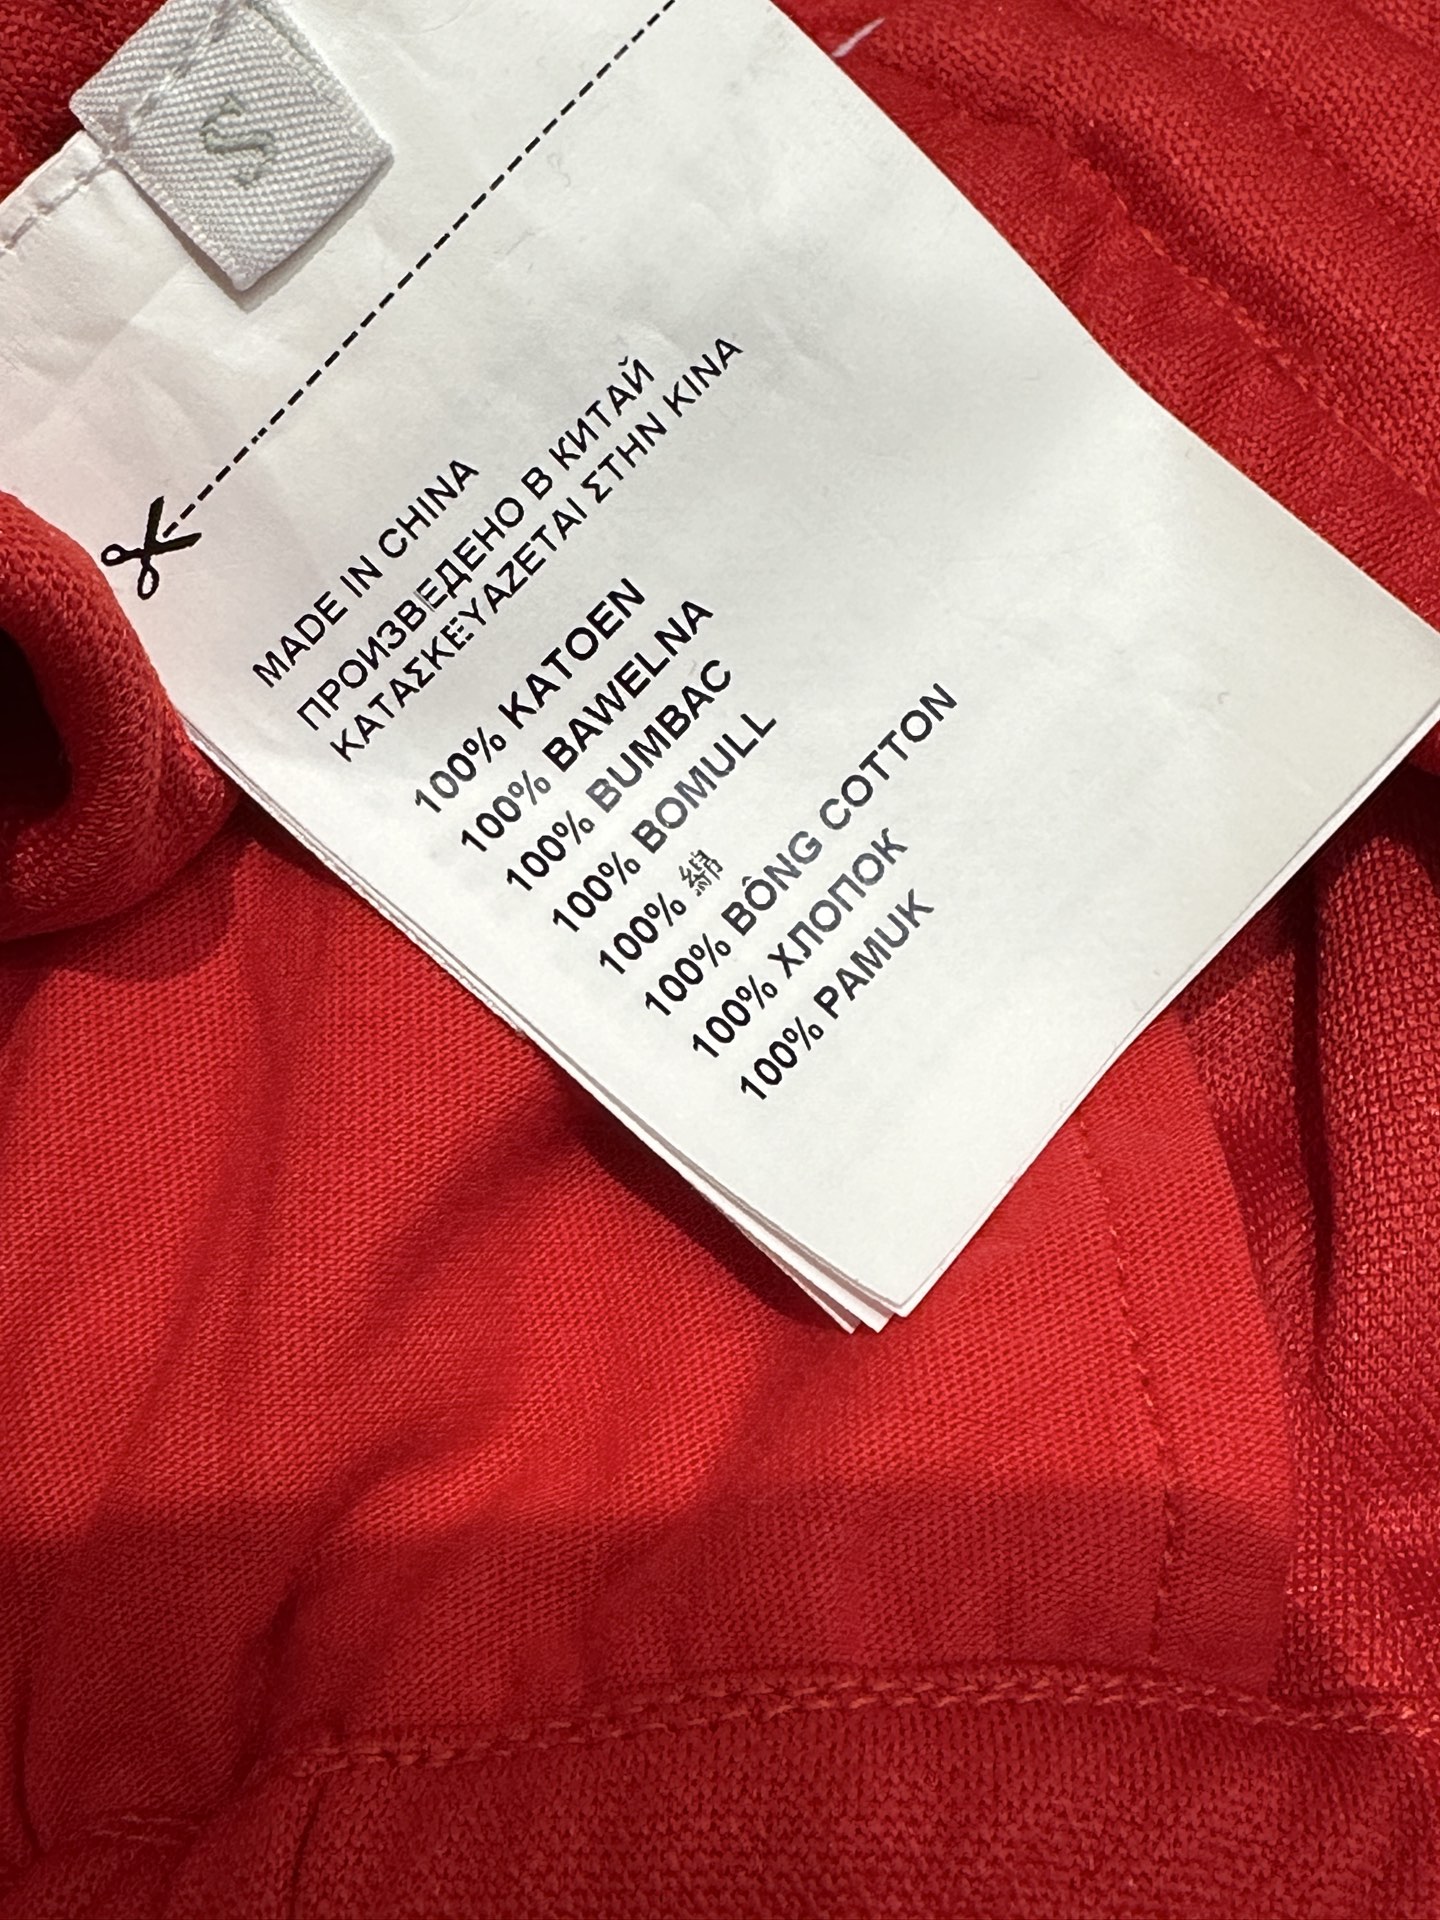 S
MADE IN CHINA
ПРОИЗВЕДЕНО В КИТАЙ
ΚΑΤΑΣΚΕΥΑΖΕΤΑΙ ΣΤΗΝ ΚΙΝΑ
100% KATOEN
100% BAWEŁNA
100% BUMBAC
100% BOMULL
100% 綿
100% BÔNG COTTON
100% ХЛОПОК
100% PAMUK